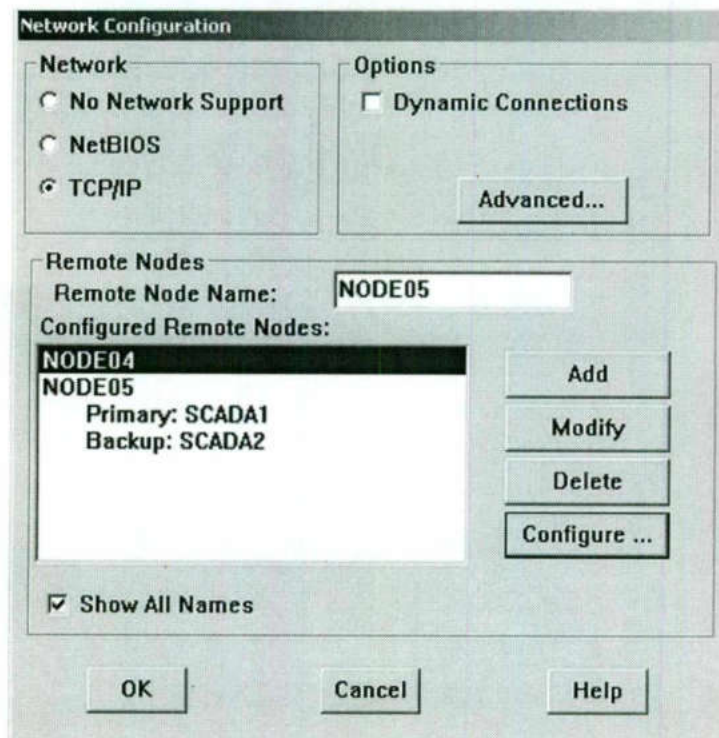 Network Configuration
Network
No Network Support
NetBIOS
TCP/IP
Options
Dynamic Connections
Advanced...
Remote Nodes
Remote Node Name:
NODE05
Configured Remote Nodes:
NODE04
NODE05
Primary: SCADA1
Backup: SCADA2
Add
Modify
Delete
Configure ...
Show All Names
OK
Cancel
Help